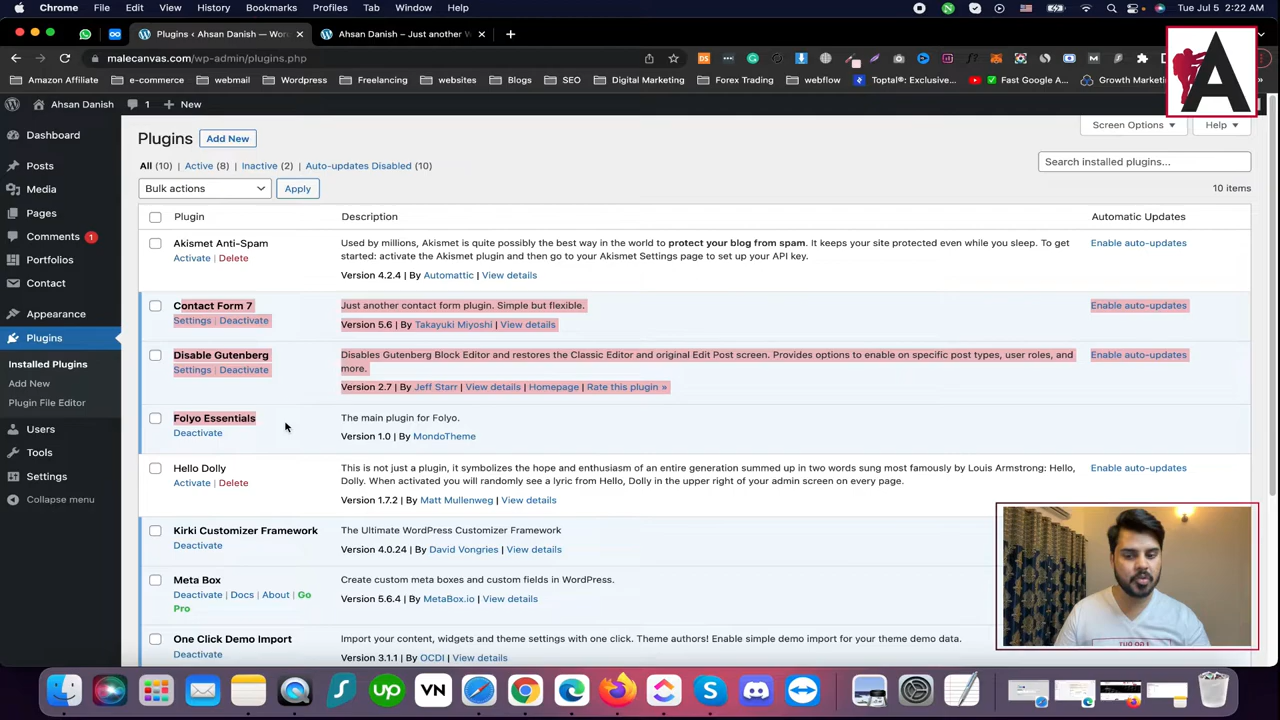 Chrome File Edit View History Bookmarks Profiles Tab Window Help Tue Jul 5 2:22 AM
Plugins ‹ Ahsan Danish — Wor Ahsan Danish – Just another W
malecanvas.com/wp-admin/plugins.php
Amazon Affiliate e-commerce webmail Wordpress Freelancing websites Blogs SEO Digital Marketing Forex Trading webflow Toptal®: Exclusive... Fast Google A... Growth Marketing
A
Ahsan Danish 1 New
Screen Options Help
Plugins Add New
All (10) | Active (8) | Inactive (2) | Auto-updates Disabled (10)
Search installed plugins...
Bulk actions Apply
10 items
Dashboard
Posts
Media
Pages
Comments 1
Portfolios
Contact
Appearance
Plugins
Installed Plugins
Add New
Plugin File Editor
Users
Tools
Settings
Collapse menu
Plugin Description Automatic Updates
Akismet Anti-Spam
Activate | Delete
Used by millions, Akismet is quite possibly the best way in the world to protect your blog from spam. It keeps your site protected even while you sleep. To get
started: activate the Akismet plugin and then go to your Akismet Settings page to set up your API key.
Version 4.2.4 | By Automattic | View details
Enable auto-updates
Contact Form 7
Settings | Deactivate
Just another contact form plugin. Simple but flexible.
Version 5.6 | By Takayuki Miyoshi | View details
Enable auto-updates
Disable Gutenberg
Settings | Deactivate
Disables Gutenberg Block Editor and restores the Classic Editor and original Edit Post screen. Provides options to enable on specific post types, user roles, and
more.
Version 2.7 | By Jeff Starr | View details | Homepage | Rate this plugin »
Enable auto-updates
Folyo Essentials
Deactivate
The main plugin for Folyo.
Version 1.0 | By MondoTheme
Hello Dolly
Activate | Delete
This is not just a plugin, it symbolizes the hope and enthusiasm of an entire generation summed up in two words sung most famously by Louis Armstrong: Hello,
Dolly. When activated you will randomly see a lyric from Hello, Dolly in the upper right of your admin screen on every page.
Version 1.7.2 | By Matt Mullenweg | View details
Enable auto-updates
Kirki Customizer Framework
Deactivate
The Ultimate WordPress Customizer Framework
Version 4.0.24 | By David Vongries | View details
Meta Box
Deactivate | Docs | About | Go
Pro
Create custom meta boxes and custom fields in WordPress.
Version 5.6.4 | By MetaBox.io | View details
One Click Demo Import
Deactivate
Import your content, widgets and theme settings with one click. Theme authors! Enable simple demo import for your theme demo data.
Version 3.1.1 | By OCDI | View details
up VN